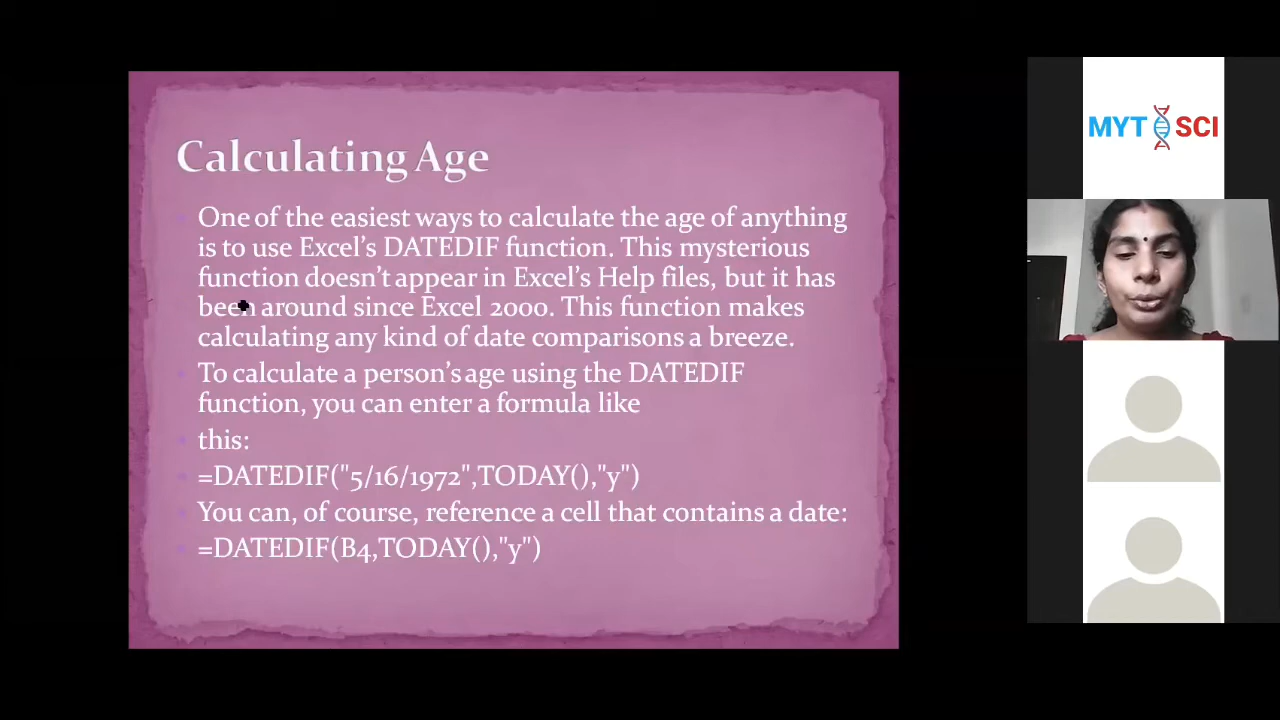 Calculating Age
One of the easiest ways to calculate the age of anything
is to use Excel’s DATEDIF function. This mysterious
function doesn’t appear in Excel’s Help files, but it has
been around since Excel 2000. This function makes
calculating any kind of date comparisons a breeze.
To calculate a person’s age using the DATEDIF
function, you can enter a formula like
this:
=DATEDIF("5/16/1972",TODAY(),"y")
You can, of course, reference a cell that contains a date:
=DATEDIF(B4,TODAY(),"y")
MYT SCI